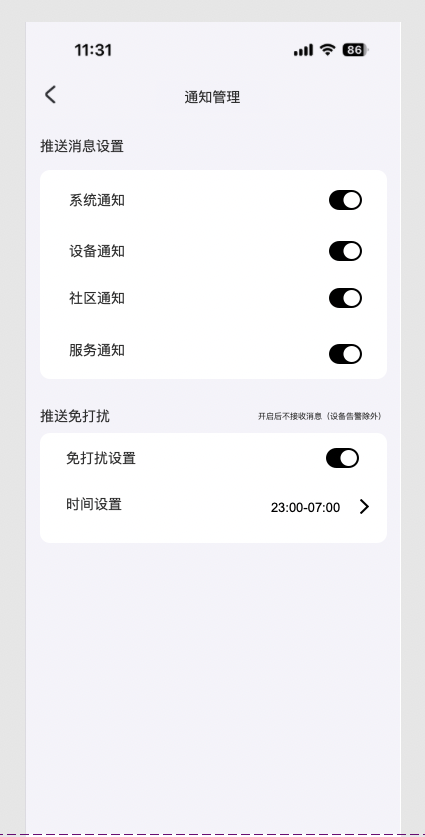 11:31
86
通知管理
推送消息设置
系统通知
设备通知
社区通知
服务通知
推送免打扰 开启后不接收消息（设备告警除外）
免打扰设置
时间设置 23:00-07:00